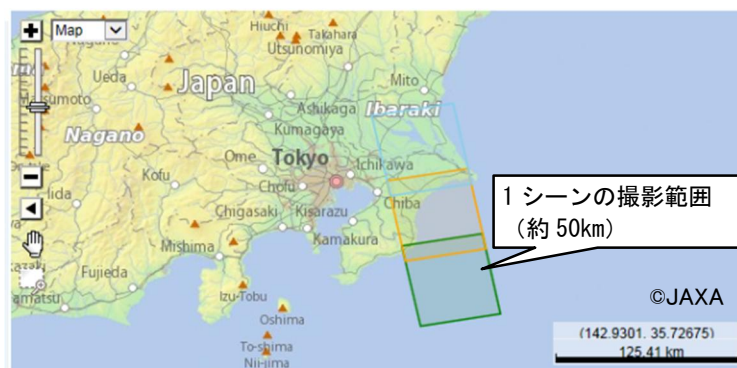 Map
Hiuchi
Takahara
Utsunomiya
Nagano
Ueda
Japan
Mito
Matsumoto
Ashikaga
Ibaraki
Kumagaya
Nagano
Ome
Tokyo
Ichikawa
Iida
Kofu
Chofu
Chiba
Chigasaki
Kisarazu
Kamakura
Mishima
Fujieda
Izu-Tobu
Oshima
To-shima
Nii-jima
1 シーンの撮影範囲
(約 50km)
©JAXA
(142.9301, 35.72675)
125.41 km